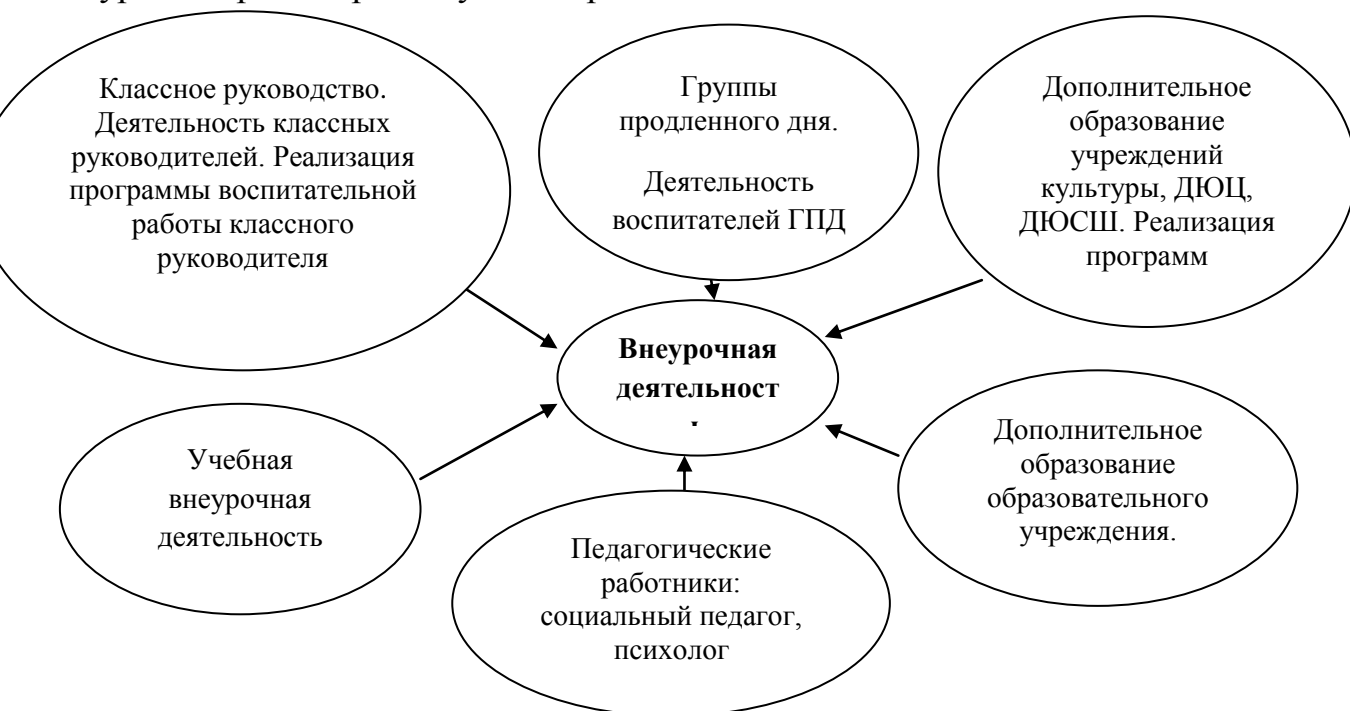 Классное руководство.
Деятельность классных
руководителей. Реализация
программы воспитательной
работы классного
руководителя
Группы
продленного дня.
Деятельность
воспитателей ГПД
Дополнительное
образование
учреждений
культуры, ДЮЦ,
ДЮСШ. Реализация
программ
Внеурочная
деятельност
Учебная
внеурочная
деятельность
Педагогические
работники:
социальный педагог,
психолог
Дополнительное
образование
образовательного
учреждения.